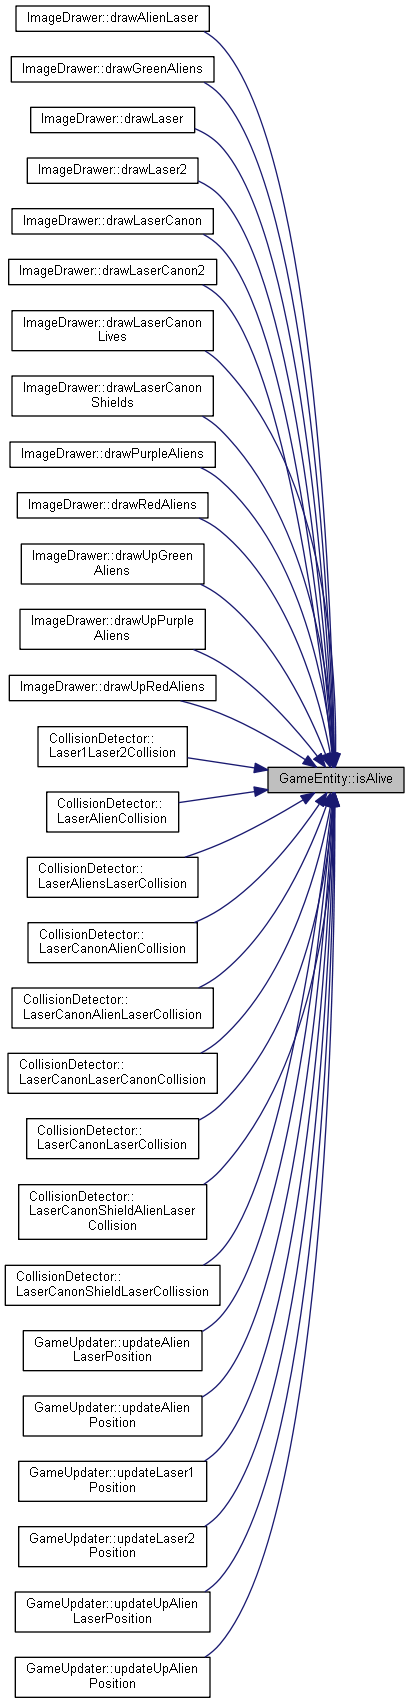 ImageDrawer::drawAlienLaser
ImageDrawer::drawGreenAliens
ImageDrawer::drawLaser
ImageDrawer::drawLaser2
ImageDrawer::drawLaserCanon
ImageDrawer::drawLaserCanon2
ImageDrawer::drawLaserCanon
Lives
ImageDrawer::drawLaserCanon
Shields
ImageDrawer::drawPurpleAliens
ImageDrawer::drawRedAliens
ImageDrawer::drawUpGreen
Aliens
ImageDrawer::drawUpPurple
Aliens
ImageDrawer::drawUpRedAliens
CollisionDetector::
Laser1Laser2Collision
GameEntity::isAlive
CollisionDetector::
LaserAlienCollision
CollisionDetector::
LaserAliensLaserCollision
CollisionDetector::
LaserCanonAlienCollision
CollisionDetector::
LaserCanonAlienLaserCollision
CollisionDetector::
LaserCanonLaserCanonCollision
CollisionDetector::
LaserCanonLaserCollision
CollisionDetector::
LaserCanonShieldAlienLaser
Collision
CollisionDetector::
LaserCanonShieldLaserCollission
GameUpdater::updateAlien
LaserPosition
GameUpdater::updateAlien
Position
GameUpdater::updateLaser1
Position
GameUpdater::updateLaser2
Position
GameUpdater::updateUpAlien
LaserPosition
GameUpdater::updateUpAlien
Position